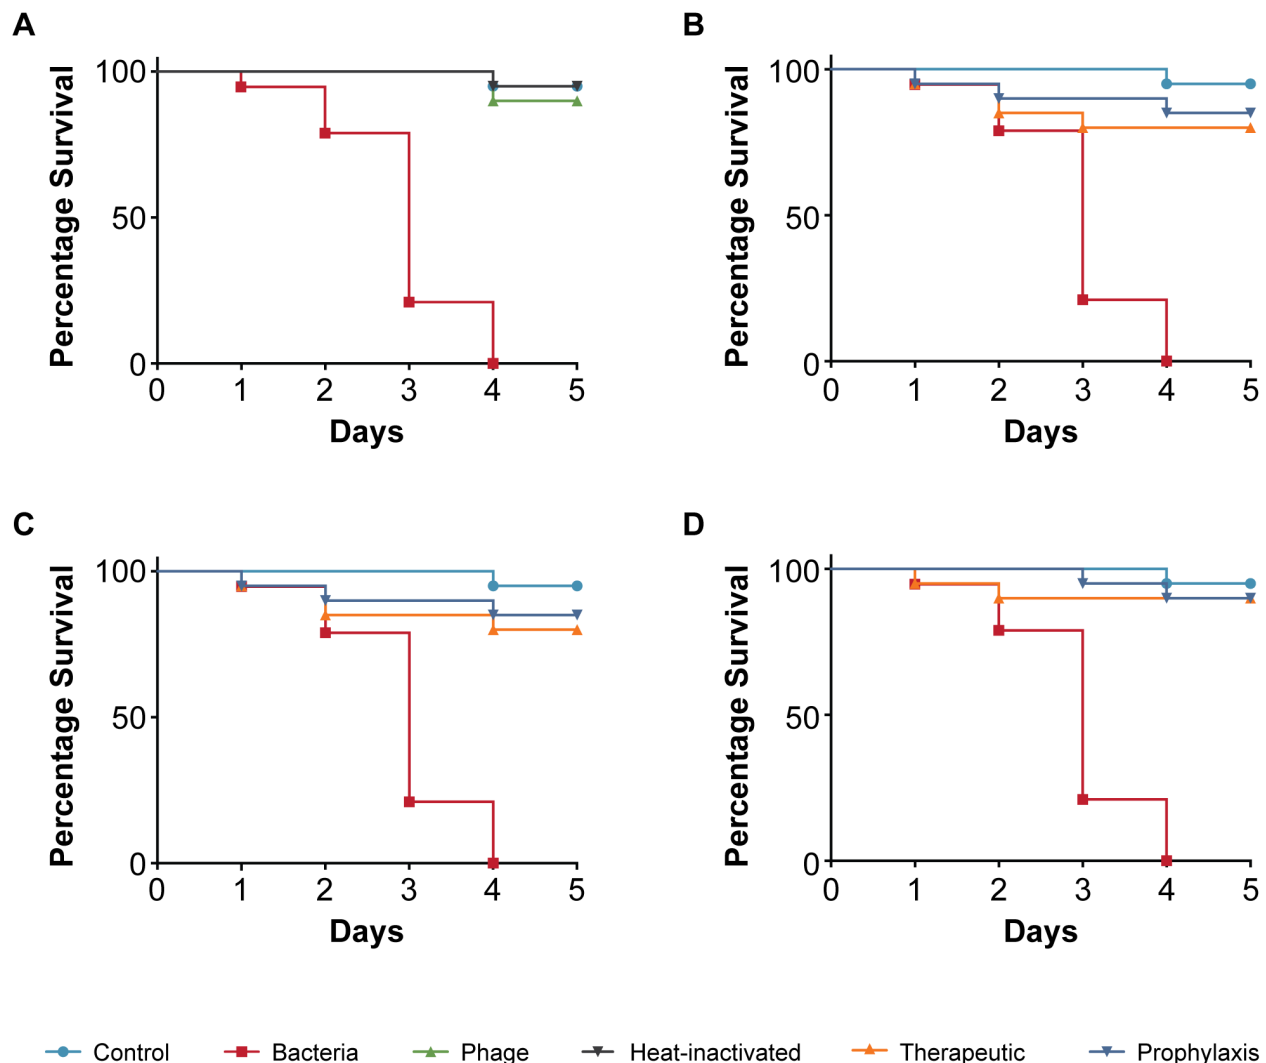 A
Percentage Survival
100
50
0
0 1 2 3 4 5
Days
B
Percentage Survival
100
50
0
0 1 2 3 4 5
Days
C
Percentage Survival
100
50
0
0 1 2 3 4 5
Days
D
Percentage Survival
100
50
0
0 1 2 3 4 5
Days
Control Bacteria Phage Heat-inactivated Therapeutic Prophylaxis